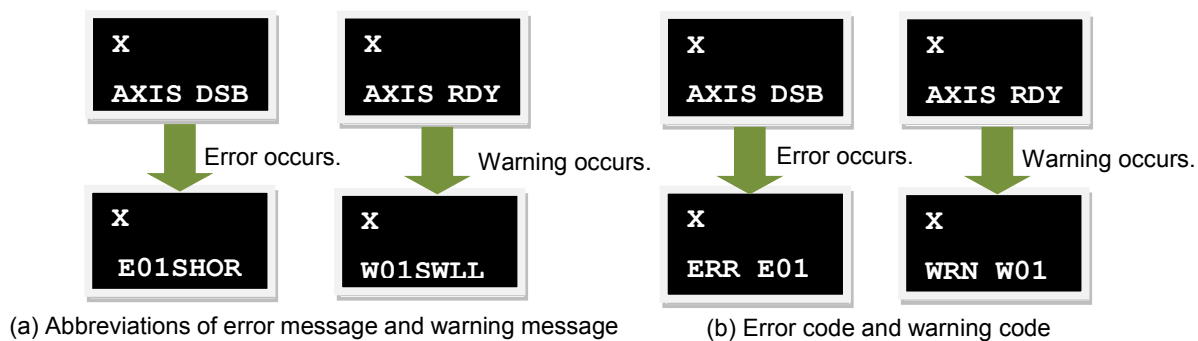 X
AXIS DSB
X
AXIS RDY
Error occurs.
Warning occurs.
X
E01SHOR
X
W01SWLL
(a) Abbreviations of error message and warning message
X
AXIS DSB
X
AXIS RDY
Error occurs.
Warning occurs.
X
ERR E01
X
WRN W01
(b) Error code and warning code